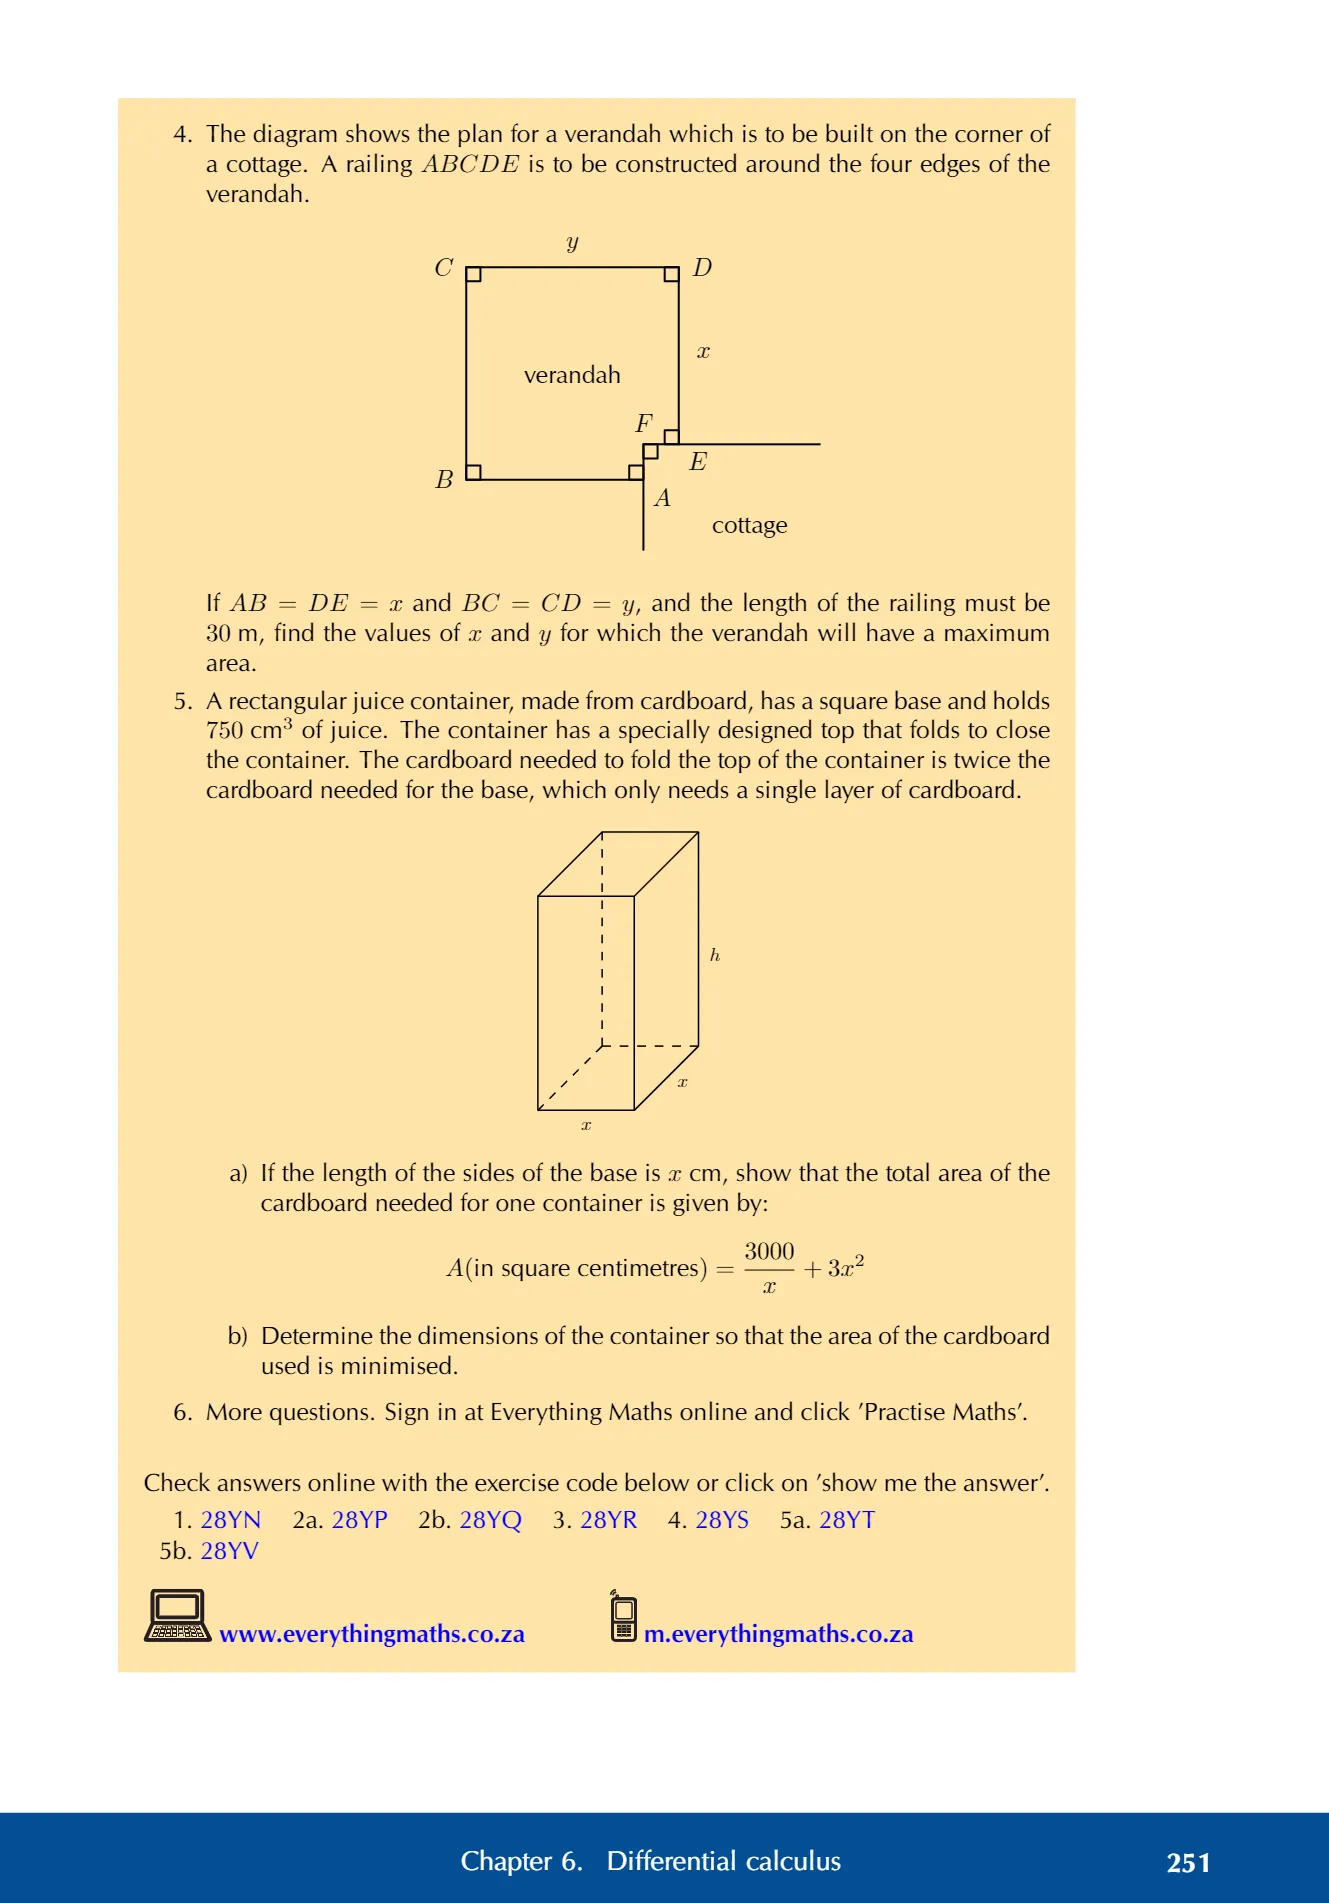 4. The diagram shows the plan for a verandah which is to be built on the corner of
a cottage. A railing ABCDE is to be constructed around the four edges of the
verandah.
y
C
D
x
verandah
F
E
B
A
cottage
If AB = DE = x and BC = CD = y, and the length of the railing must be
30 m, find the values of x and y for which the verandah will have a maximum
area.
5. A rectangular juice container, made from cardboard, has a square base and holds
750 cm³ of juice. The container has a specially designed top that folds to close
the container. The cardboard needed to fold the top of the container is twice the
cardboard needed for the base, which only needs a single layer of cardboard.
h
x
x
a) If the length of the sides of the base is x cm, show that the total area of the
cardboard needed for one container is given by:
A(in square centimetres) = 3000/x + 3x²
b) Determine the dimensions of the container so that the area of the cardboard
used is minimised.
6. More questions. Sign in at Everything Maths online and click ’Practise Maths’.
Check answers online with the exercise code below or click on ’show me the answer’.
1. 28YN 2a. 28YP 2b. 28YQ 3. 28YR 4. 28YS 5a. 28YT
5b. 28YV
www.everythingmaths.co.za m.everythingmaths.co.za
Chapter 6. Differential calculus 251